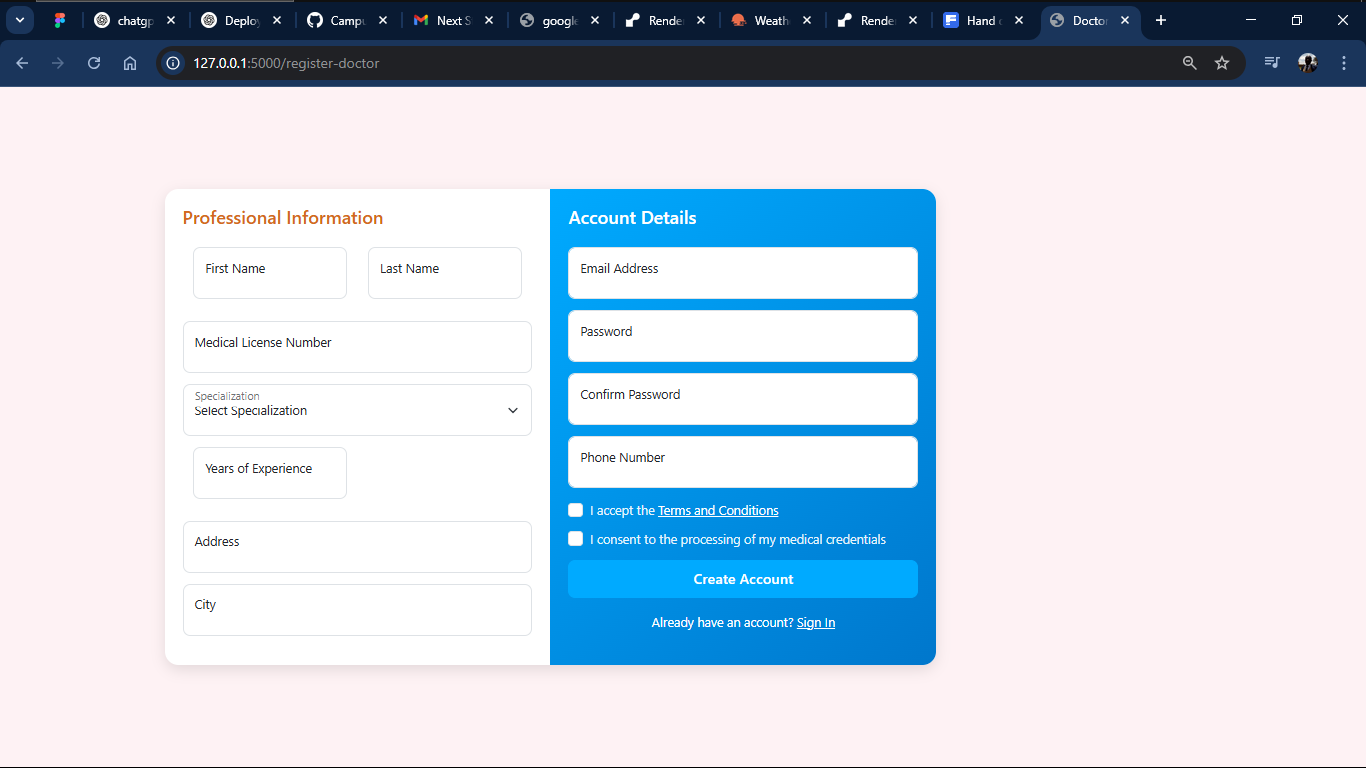 chatgp
Deploy
Campu
Next S
google
Render
Weath
Render
Hand
Doctor
127.0.0.1:5000/register-doctor
Professional Information
First Name
Last Name
Medical License Number
Specialization
Select Specialization
Years of Experience
Address
City
Account Details
Email Address
Password
Confirm Password
Phone Number
I accept the Terms and Conditions
I consent to the processing of my medical credentials
Create Account
Already have an account? Sign In